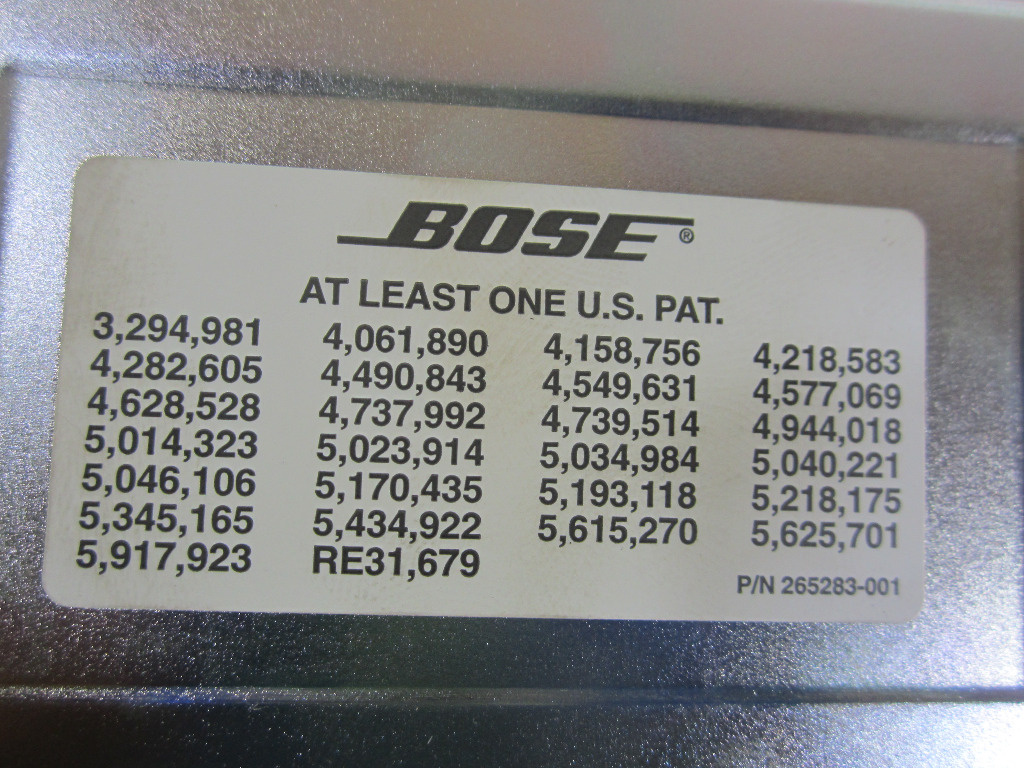 BOSE®
AT LEAST ONE U.S. PAT.
3,294,981 4,061,890 4,158,756 4,218,583
4,282,605 4,490,843 4,549,631 4,577,069
4,628,528 4,737,992 4,739,514 4,944,018
5,014,323 5,023,914 5,034,984 5,040,221
5,046,106 5,170,435 5,193,118 5,218,175
5,345,165 5,434,922 5,615,270 5,625,701
5,917,923 RE31,679
P/N 265283-001